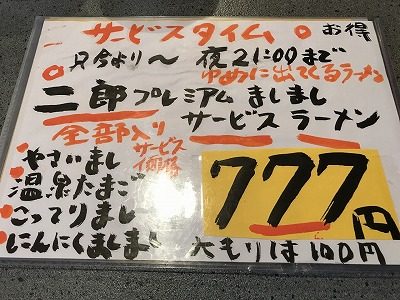 サービスタイム お得
只今より〜 夜21:00まで
ゆめに出てくるラーメン
二郎プレミアムましまし
全部入り サービスラーメン
サービス価格
やさいまし
温泉たまご
こってりまし
にんにくましまし
777円
大もりは100円